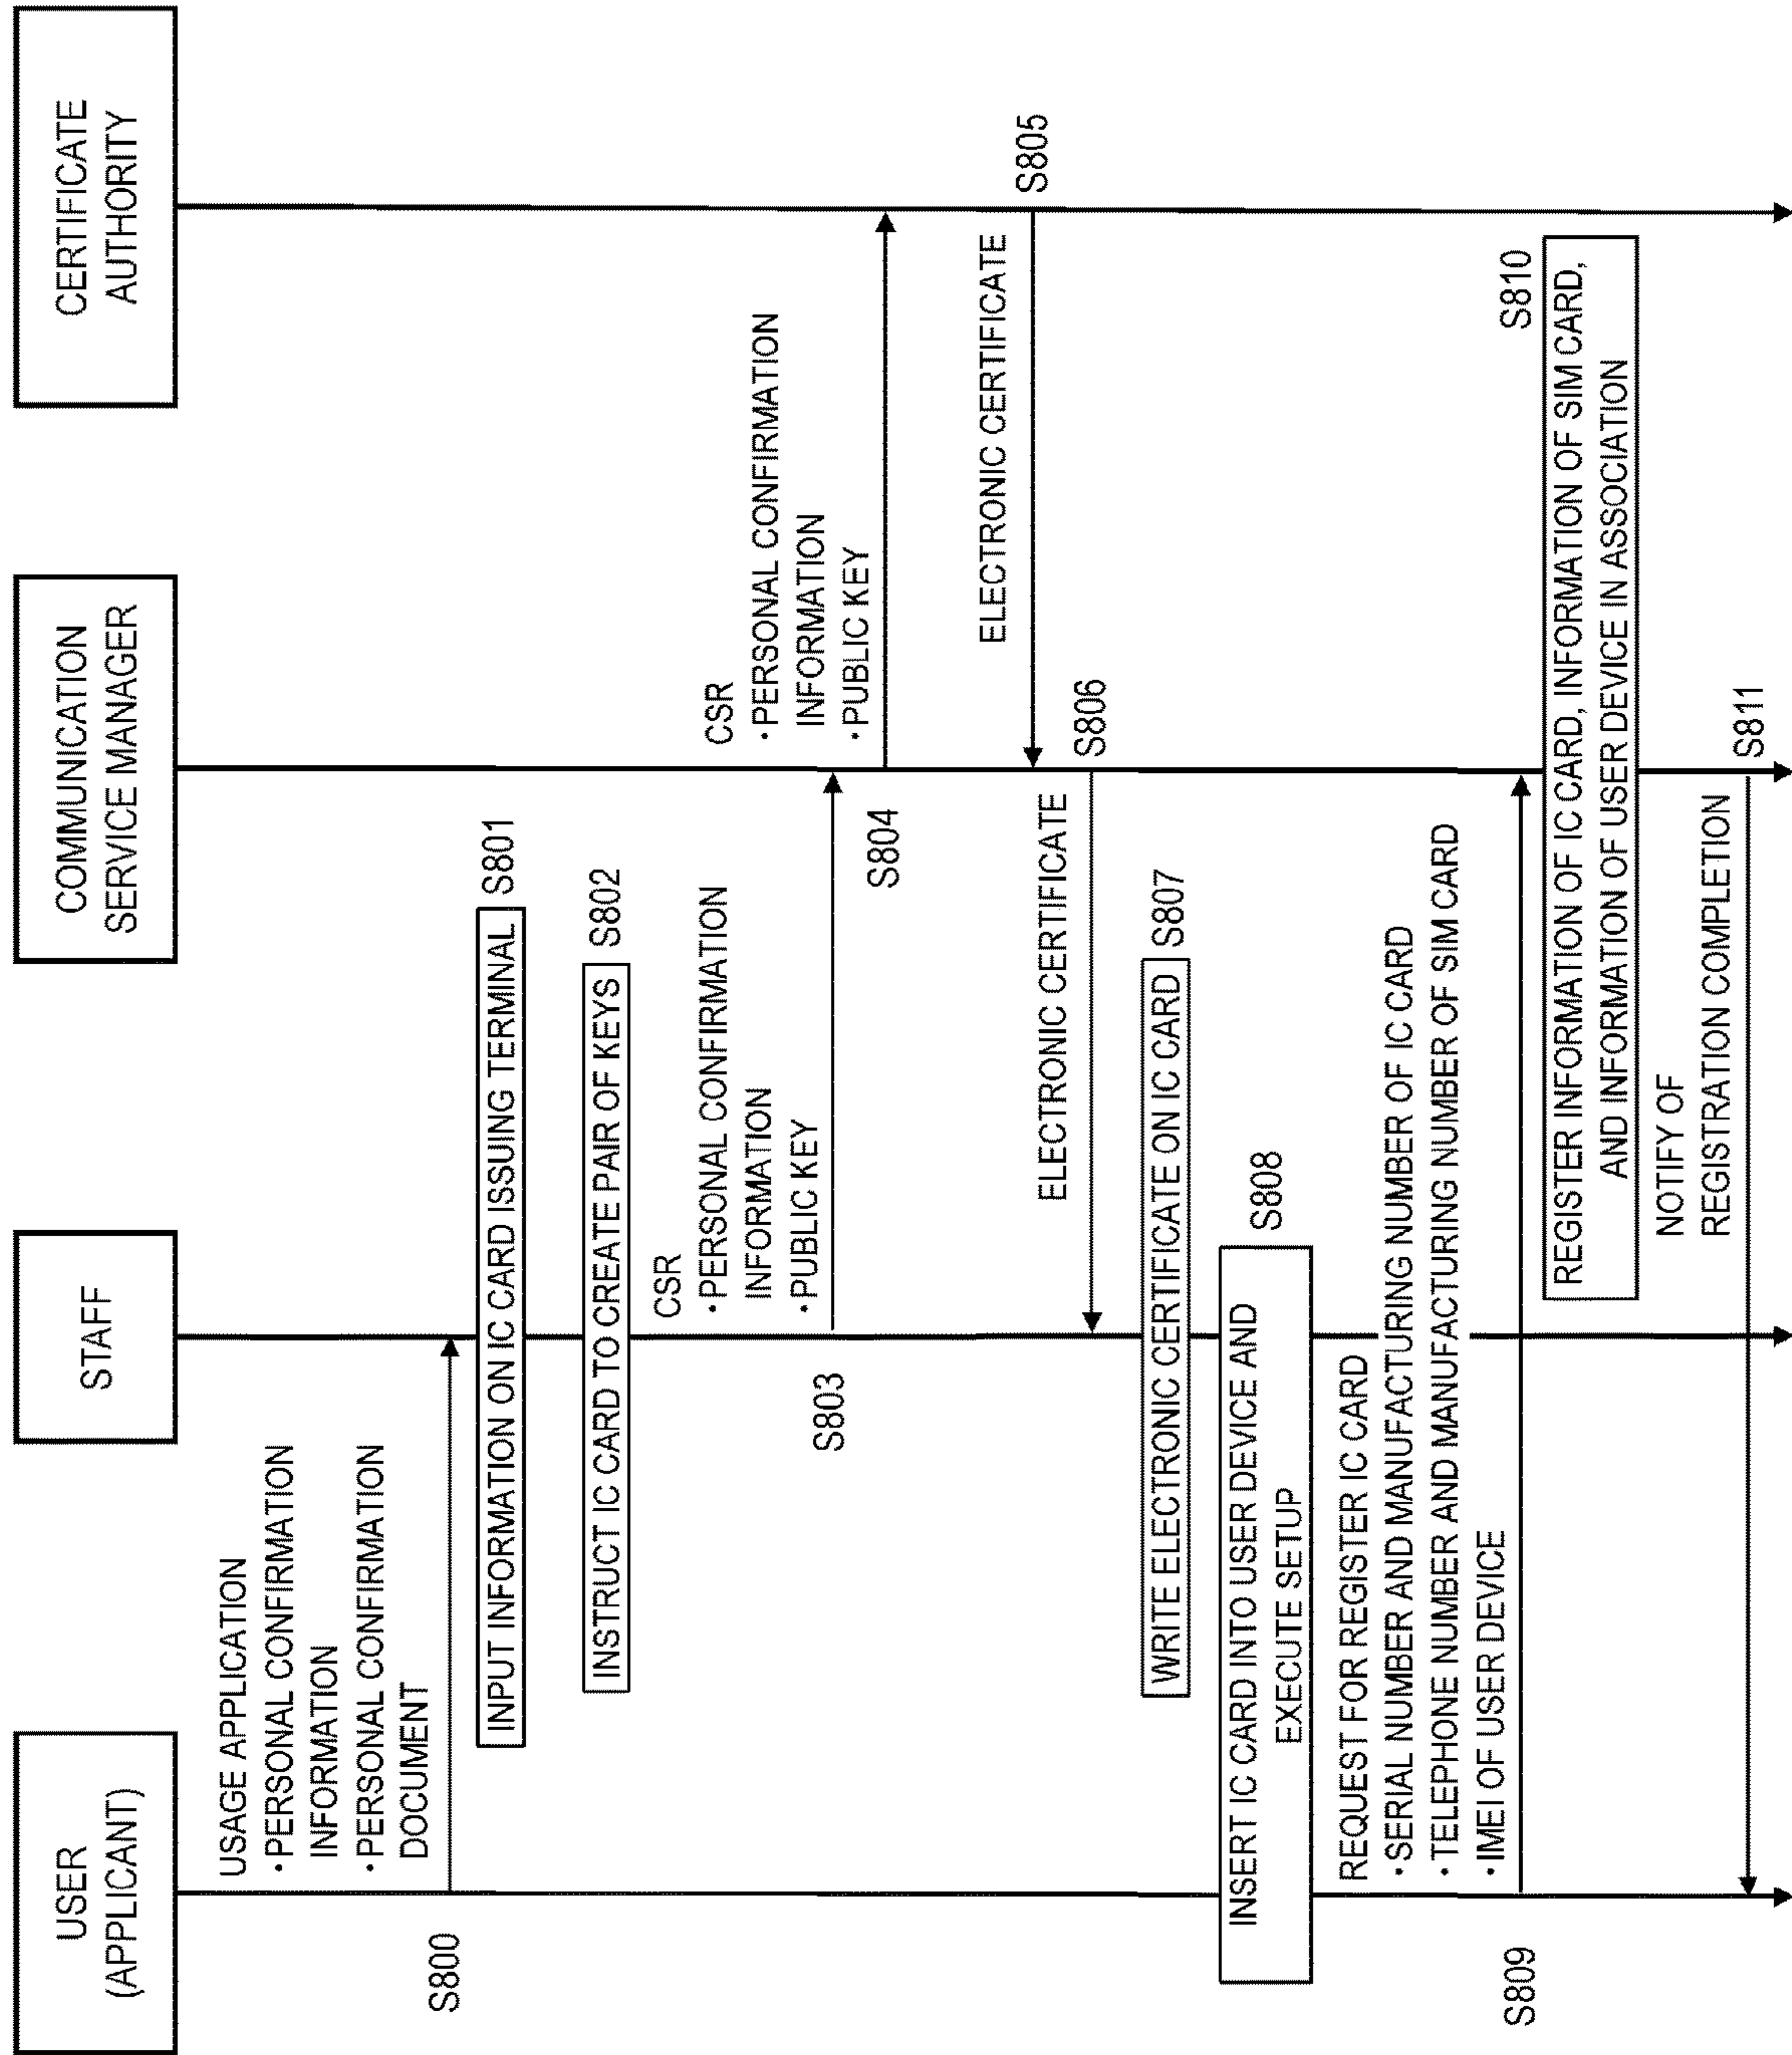 USER
(APPLICANT)
STAFF
COMMUNICATION
SERVICE MANAGER
CERTIFICATE
AUTHORITY
USAGE APPLICATION
・PERSONAL CONFIRMATION
INFORMATION
・PERSONAL CONFIRMATION
DOCUMENT
S800
INPUT INFORMATION ON IC CARD ISSUING TERMINAL
S801
INSTRUCT IC CARD TO CREATE PAIR OF KEYS
S802
CSR
・PERSONAL CONFIRMATION
INFORMATION
・PUBLIC KEY
S803
CSR
・PERSONAL CONFIRMATION
INFORMATION
・PUBLIC KEY
S804
ELECTRONIC CERTIFICATE
S805
ELECTRONIC CERTIFICATE
S806
WRITE ELECTRONIC CERTIFICATE ON IC CARD
S807
INSERT IC CARD INTO USER DEVICE AND
EXECUTE SETUP
S808
REQUEST FOR REGISTER IC CARD
・SERIAL NUMBER AND MANUFACTURING NUMBER OF IC CARD
・TELEPHONE NUMBER AND MANUFACTURING NUMBER OF SIM CARD
・IMEI OF USER DEVICE
S809
S810
REGISTER INFORMATION OF IC CARD, INFORMATION OF SIM CARD,
AND INFORMATION OF USER DEVICE IN ASSOCIATION
NOTIFY OF
REGISTRATION COMPLETION
S811